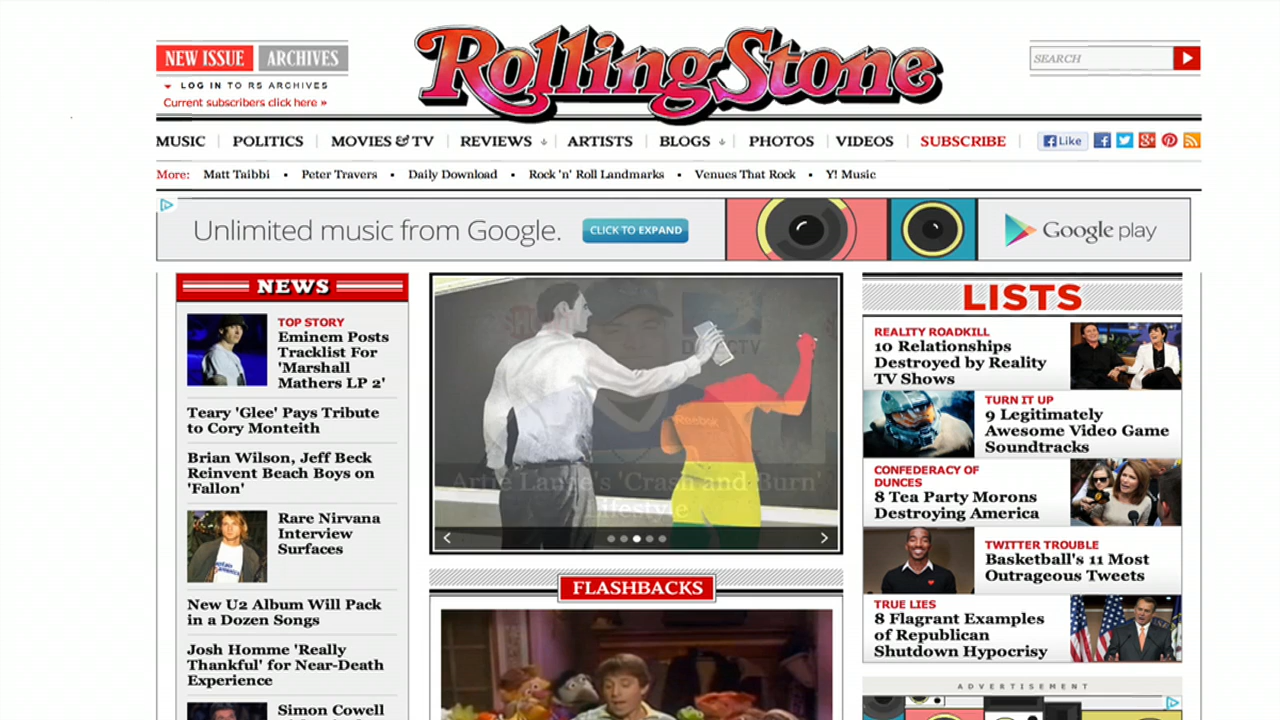 NEW ISSUE
ARCHIVES
LOG IN TO RS ARCHIVES
Current subscribers click here »
RollingStone
SEARCH
MUSIC
POLITICS
MOVIES & TV
REVIEWS
ARTISTS
BLOGS
PHOTOS
VIDEOS
SUBSCRIBE
Like
More:
Matt Taibbi
Peter Travers
Daily Download
Rock 'n' Roll Landmarks
Venues That Rock
Y! Music
Unlimited music from Google.
CLICK TO EXPAND
Google play
NEWS
TOP STORY
Eminem Posts
Tracklist For
'Marshall
Mathers LP 2'
Teary 'Glee' Pays Tribute
to Cory Monteith
Brian Wilson, Jeff Beck
Reinvent Beach Boys on
'Fallon'
Rare Nirvana
Interview
Surfaces
New U2 Album Will Pack
in a Dozen Songs
Josh Homme 'Really
Thankful' for Near-Death
Experience
Simon Cowell
Reebok
Artie Lange's 'Crash and Burn'
Lifestyle
FLASHBACKS
LISTS
REALITY ROADKILL
10 Relationships
Destroyed by Reality
TV Shows
TURN IT UP
9 Legitimately
Awesome Video Game
Soundtracks
CONFEDERACY OF
DUNCES
8 Tea Party Morons
Destroying America
TWITTER TROUBLE
Basketball's 11 Most
Outrageous Tweets
TRUE LIES
8 Flagrant Examples
of Republican
Shutdown Hypocrisy
ADVERTISEMENT